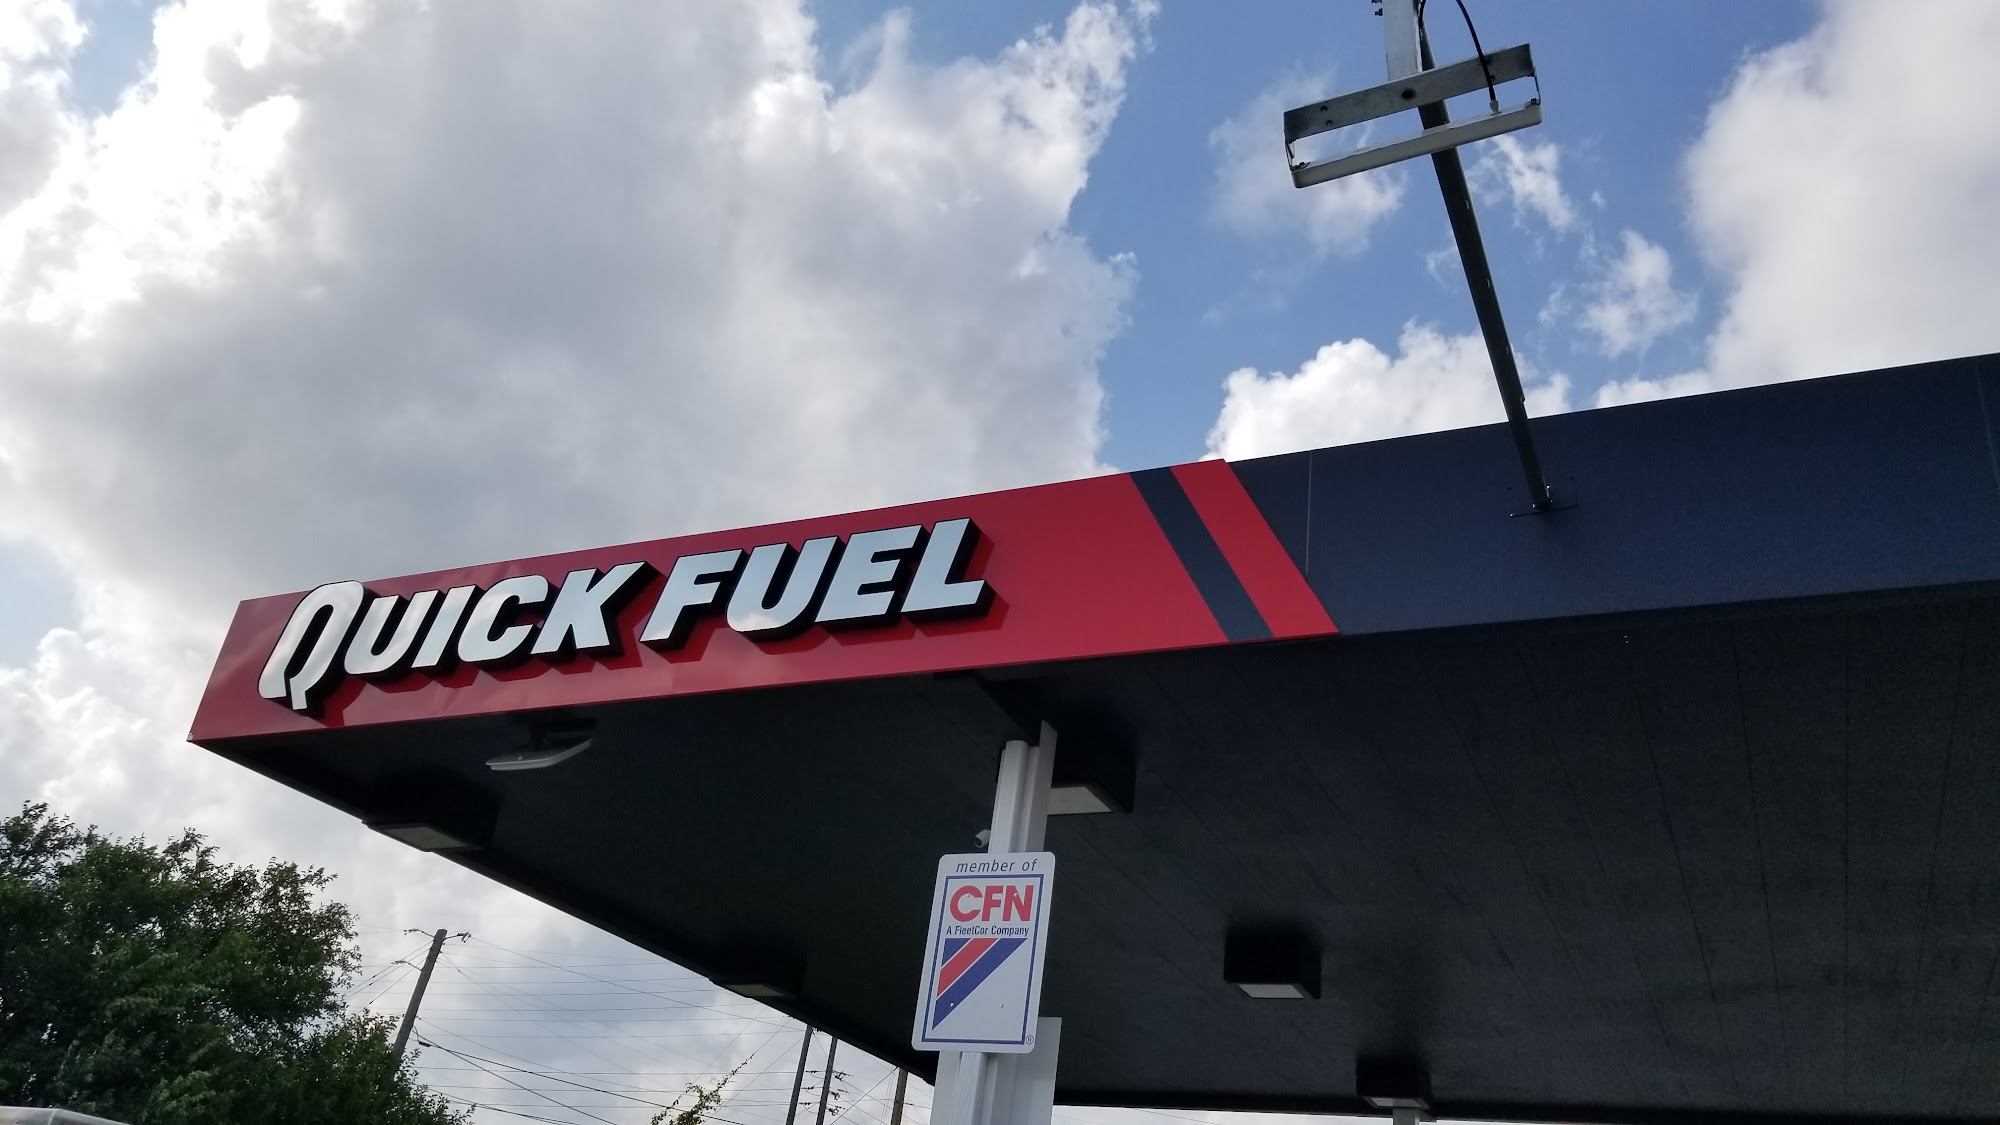 QUICK FUEL
member of
CFN
A FleetCor Company
®